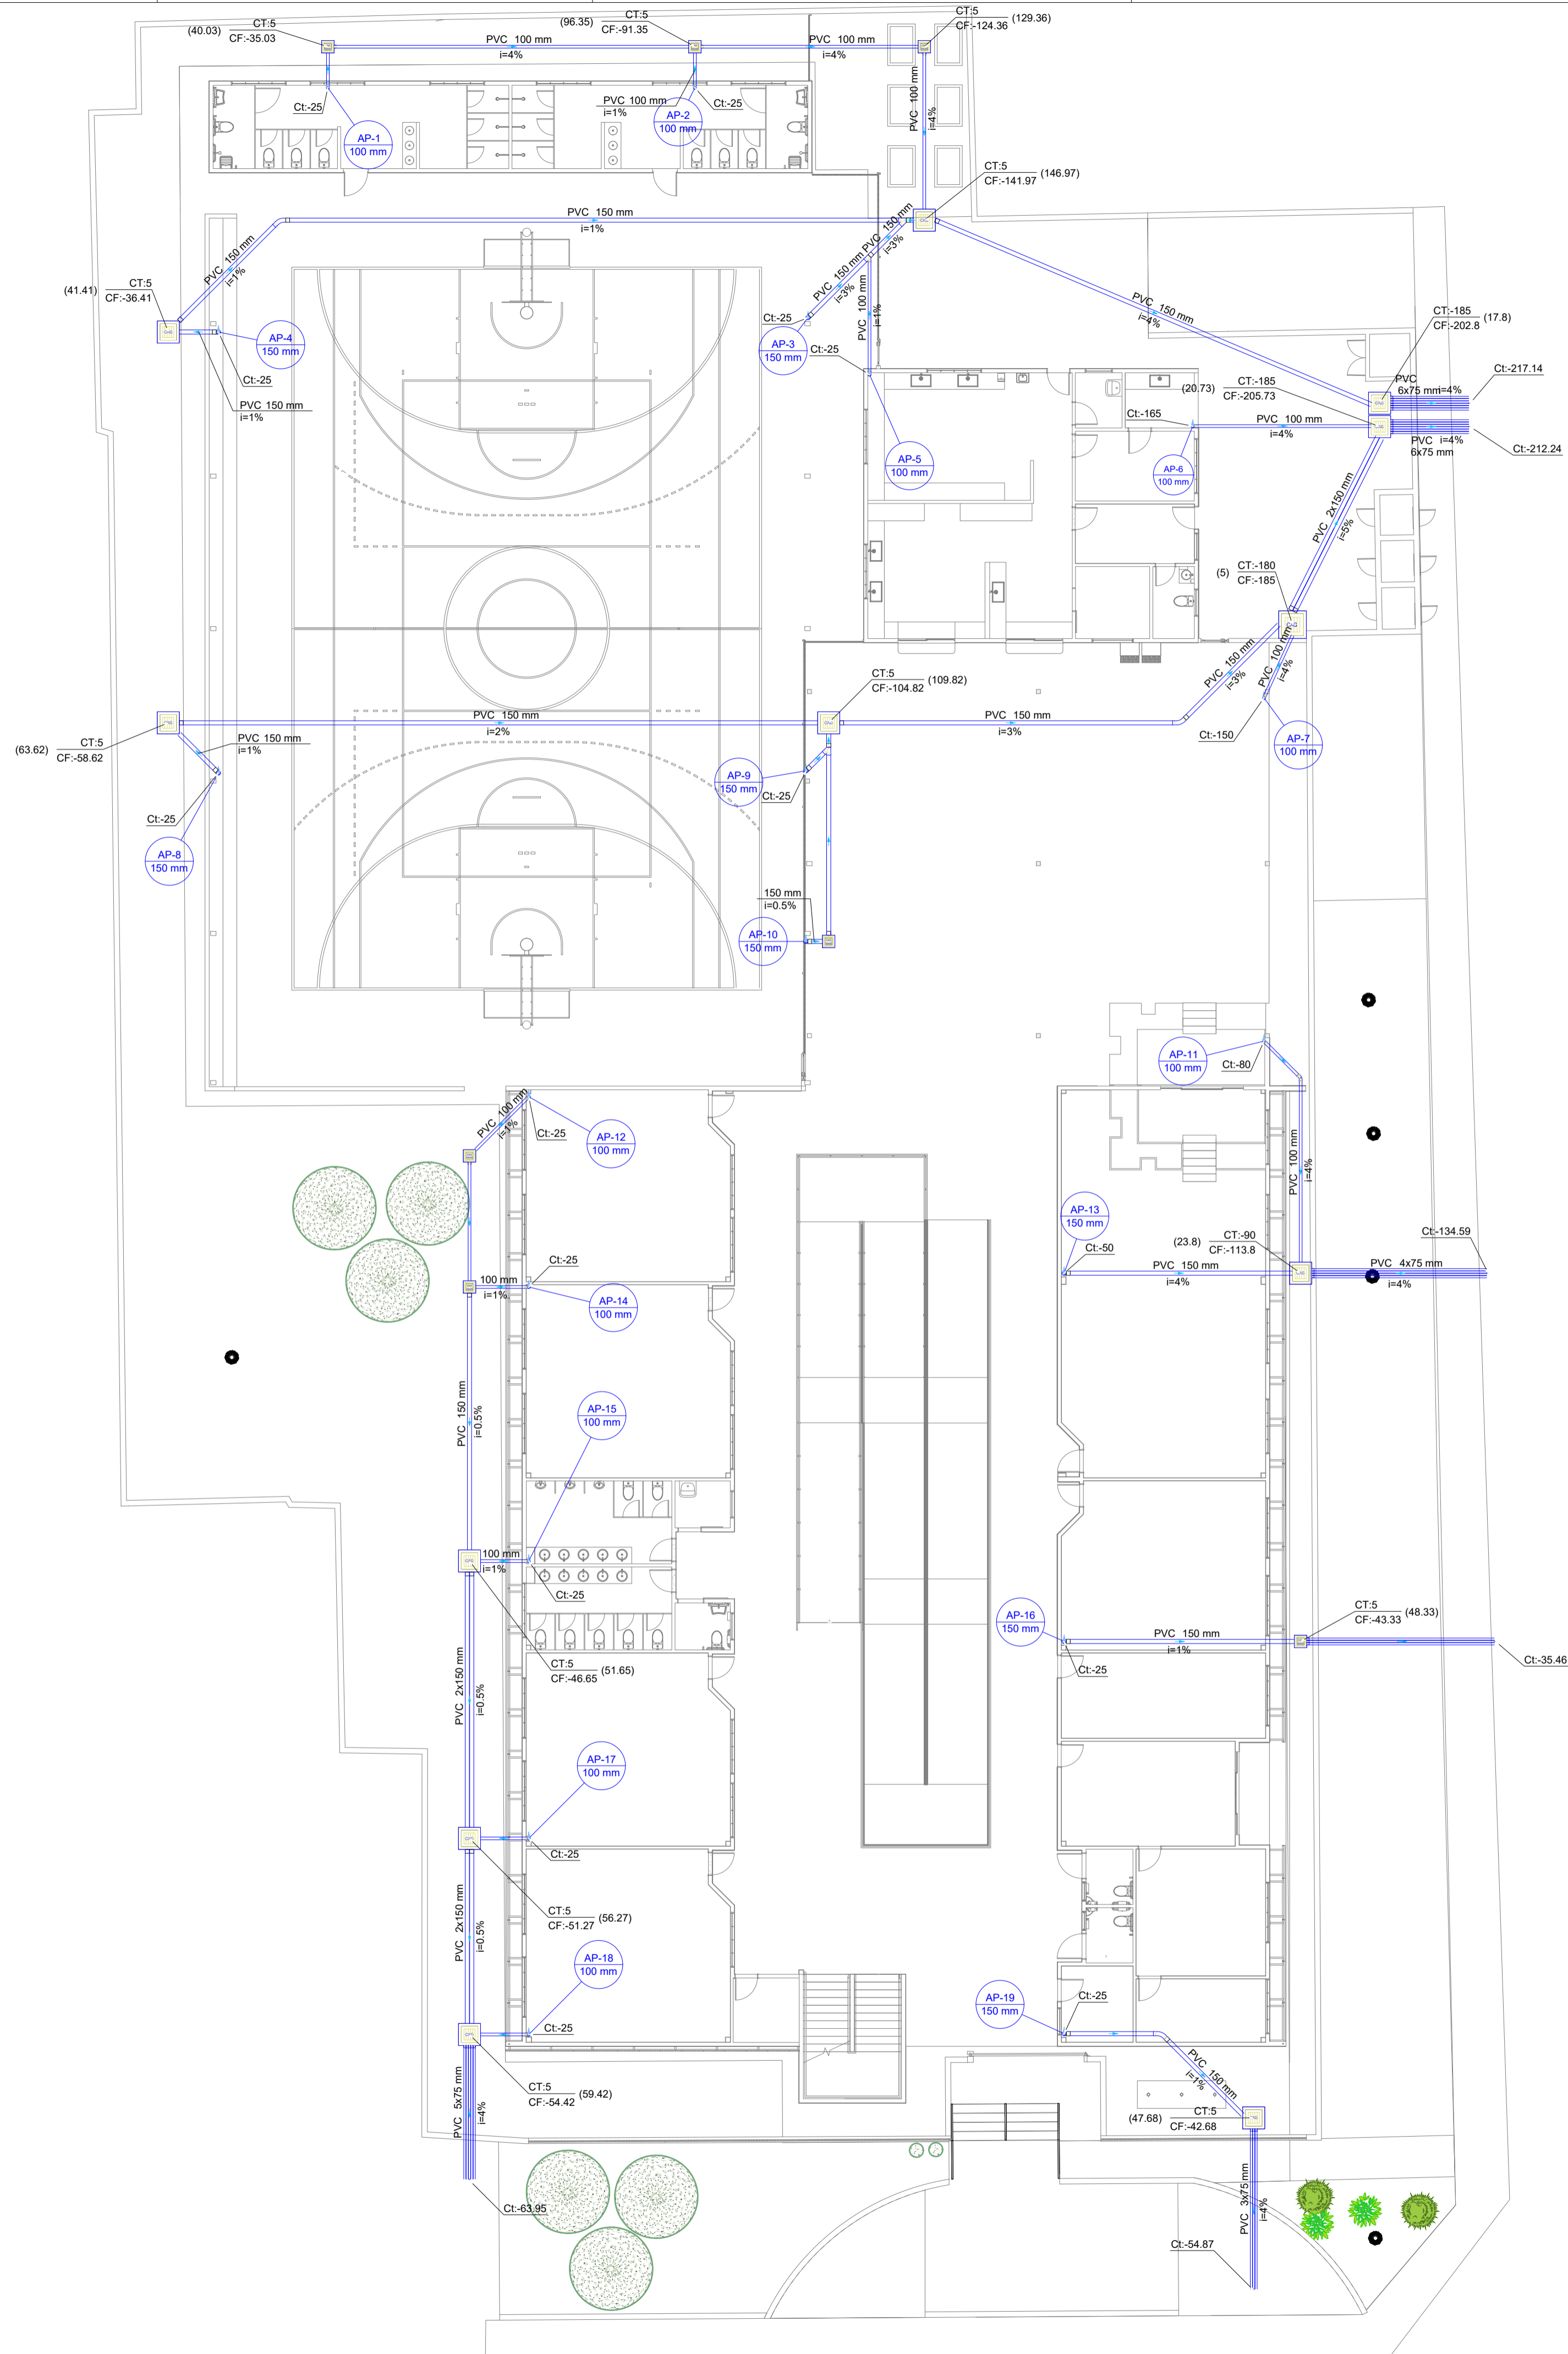 CT:5
(40.03)
CF:-35.03
CT:5
(96.35)
CF:-91.35
CT:5
(129.36)
CF:-124.36
PVC 100 mm
i=4%
PVC 100 mm
i=4%
Ct:-25
PVC 100 mm
i=1%
Ct:-25
AP-1
100 mm
AP-2
100 mm
PVC 100 mm
i=4%
CT:5
(146.97)
CF:-141.97
PVC 150 mm
i=1%
PVC 150 mm
i=3%
PVC 150 mm
i=1%
PVC 150 mm
i=3%
PVC 100 mm
i=1%
CT:5
(41.41)
CF:-36.41
PVC 150 mm
i=4%
Ct:-25
AP-3
150 mm
AP-4
150 mm
Ct:-25
Ct:-25
PVC 150 mm
i=1%
CT:-185
(17.8)
CF:-202.8
Ct:-217.14
PVC
6x75 mm
i=4%
CT:-185
(20.73)
CF:-205.73
Ct:-165
PVC 100 mm
i=4%
PVC
i=4%
6x75 mm
Ct:-212.24
AP-5
100 mm
AP-6
100 mm
PVC 2x150 mm
i=5%
CT:-180
(5)
CF:-185
PVC 150 mm
i=3%
PVC 100 mm
i=4%
CT:5
(109.82)
CF:-104.82
PVC 150 mm
i=2%
PVC 150 mm
i=3%
Ct:-150
AP-7
100 mm
CT:5
(63.62)
CF:-58.62
PVC 150 mm
i=1%
AP-9
150 mm
Ct:-25
Ct:-25
AP-8
150 mm
150 mm
i=0.5%
AP-10
150 mm
AP-11
100 mm
Ct:-80
PVC 100 mm
i=1%
Ct:-25
AP-12
100 mm
PVC 100 mm
i=4%
AP-13
150 mm
Ct:-50
CT:-90
(23.8)
CF:-113.8
Ct:-134.59
PVC 150 mm
i=4%
PVC 4x75 mm
i=4%
Ct:-25
100 mm
i=1%
AP-14
100 mm
PVC 150 mm
i=0.5%
AP-15
100 mm
100 mm
i=1%
Ct:-25
CT:5
(51.65)
CF:-46.65
PVC 2x150 mm
i=0.5%
AP-16
150 mm
PVC 150 mm
i=1%
Ct:-25
CT:5
(48.33)
CF:-43.33
Ct:-35.46
AP-17
100 mm
Ct:-25
CT:5
(56.27)
CF:-51.27
PVC 2x150 mm
i=0.5%
AP-18
100 mm
Ct:-25
AP-19
150 mm
Ct:-25
PVC 150 mm
i=1%
CT:5
(59.42)
CF:-54.42
PVC 5x75 mm
i=4%
CT:5
(47.68)
CF:-42.68
PVC 3x75 mm
i=4%
Ct:-63.95
Ct:-54.87